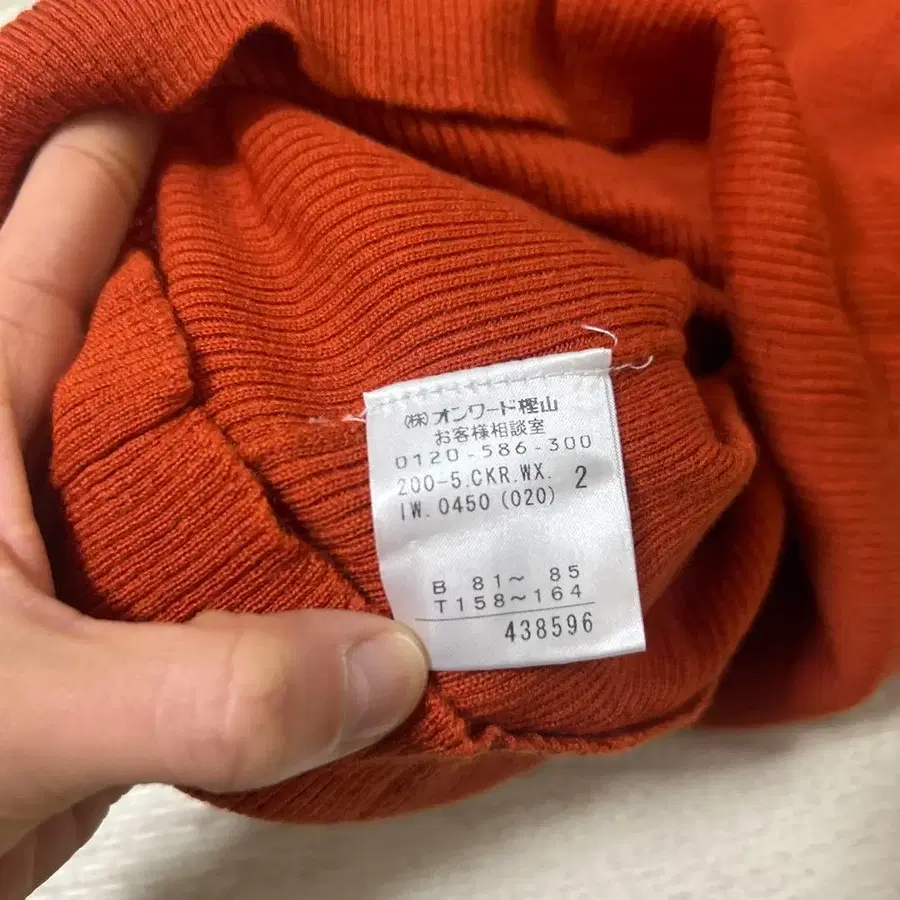 (株)オンワード樫山
お客様相談室
0120-586-300
200-5.CKR.WX. 2
IW.0450(020)
B 81〜 85
T158〜164
438596